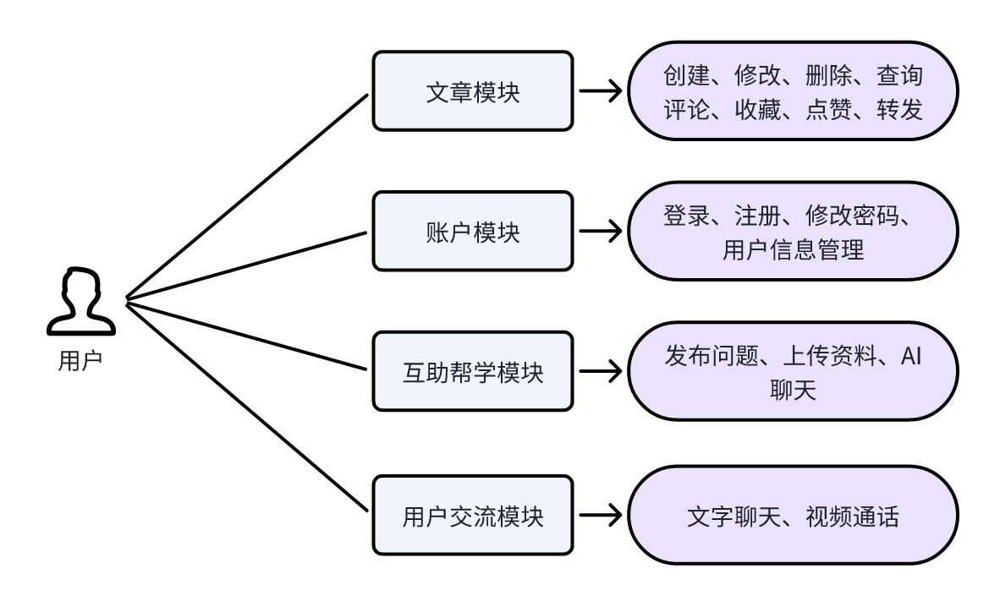 文章模块
创建、修改、删除、查询
评论、收藏、点赞、转发
账户模块
登录、注册、修改密码、
用户信息管理
用户
互助帮学模块
发布问题、上传资料、AI
聊天
用户交流模块
文字聊天、视频通话